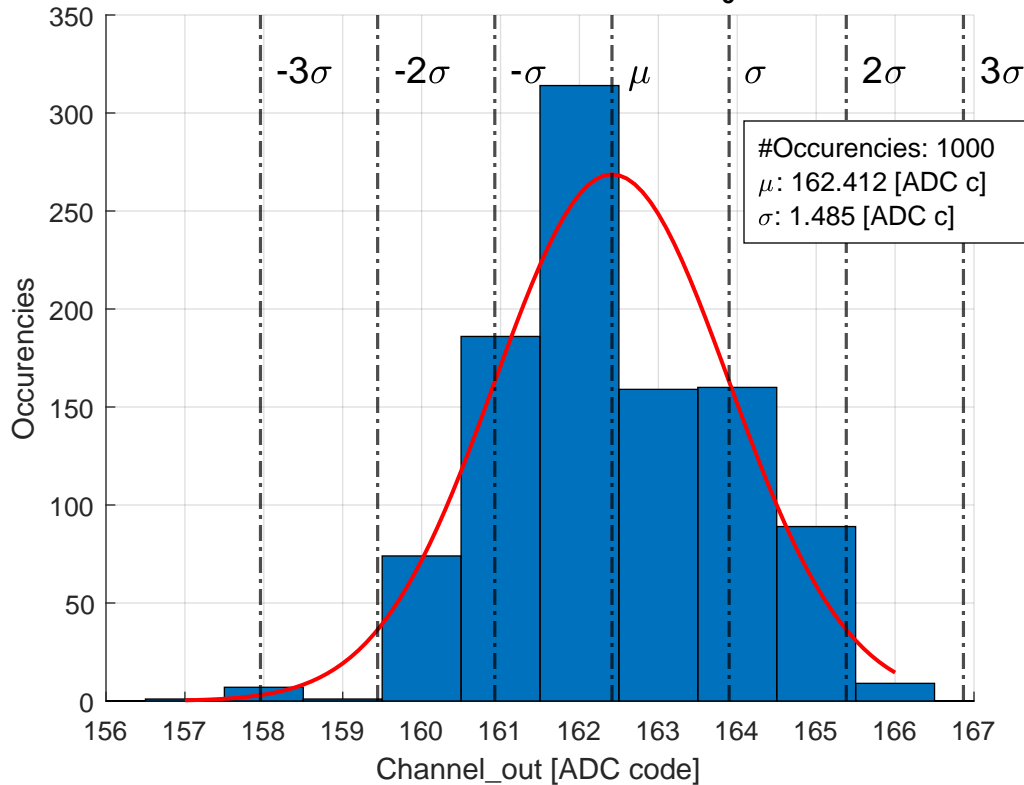 350
300
250
200
150
100
50
0
-3σ
-2σ
-σ
μ
σ
2σ
3σ
#Occurencies: 1000
μ: 162.412 [ADC c]
σ: 1.485 [ADC c]
Occurencies
156 157 158 159 160 161 162 163 164 165 166 167
Channel_out [ADC code]